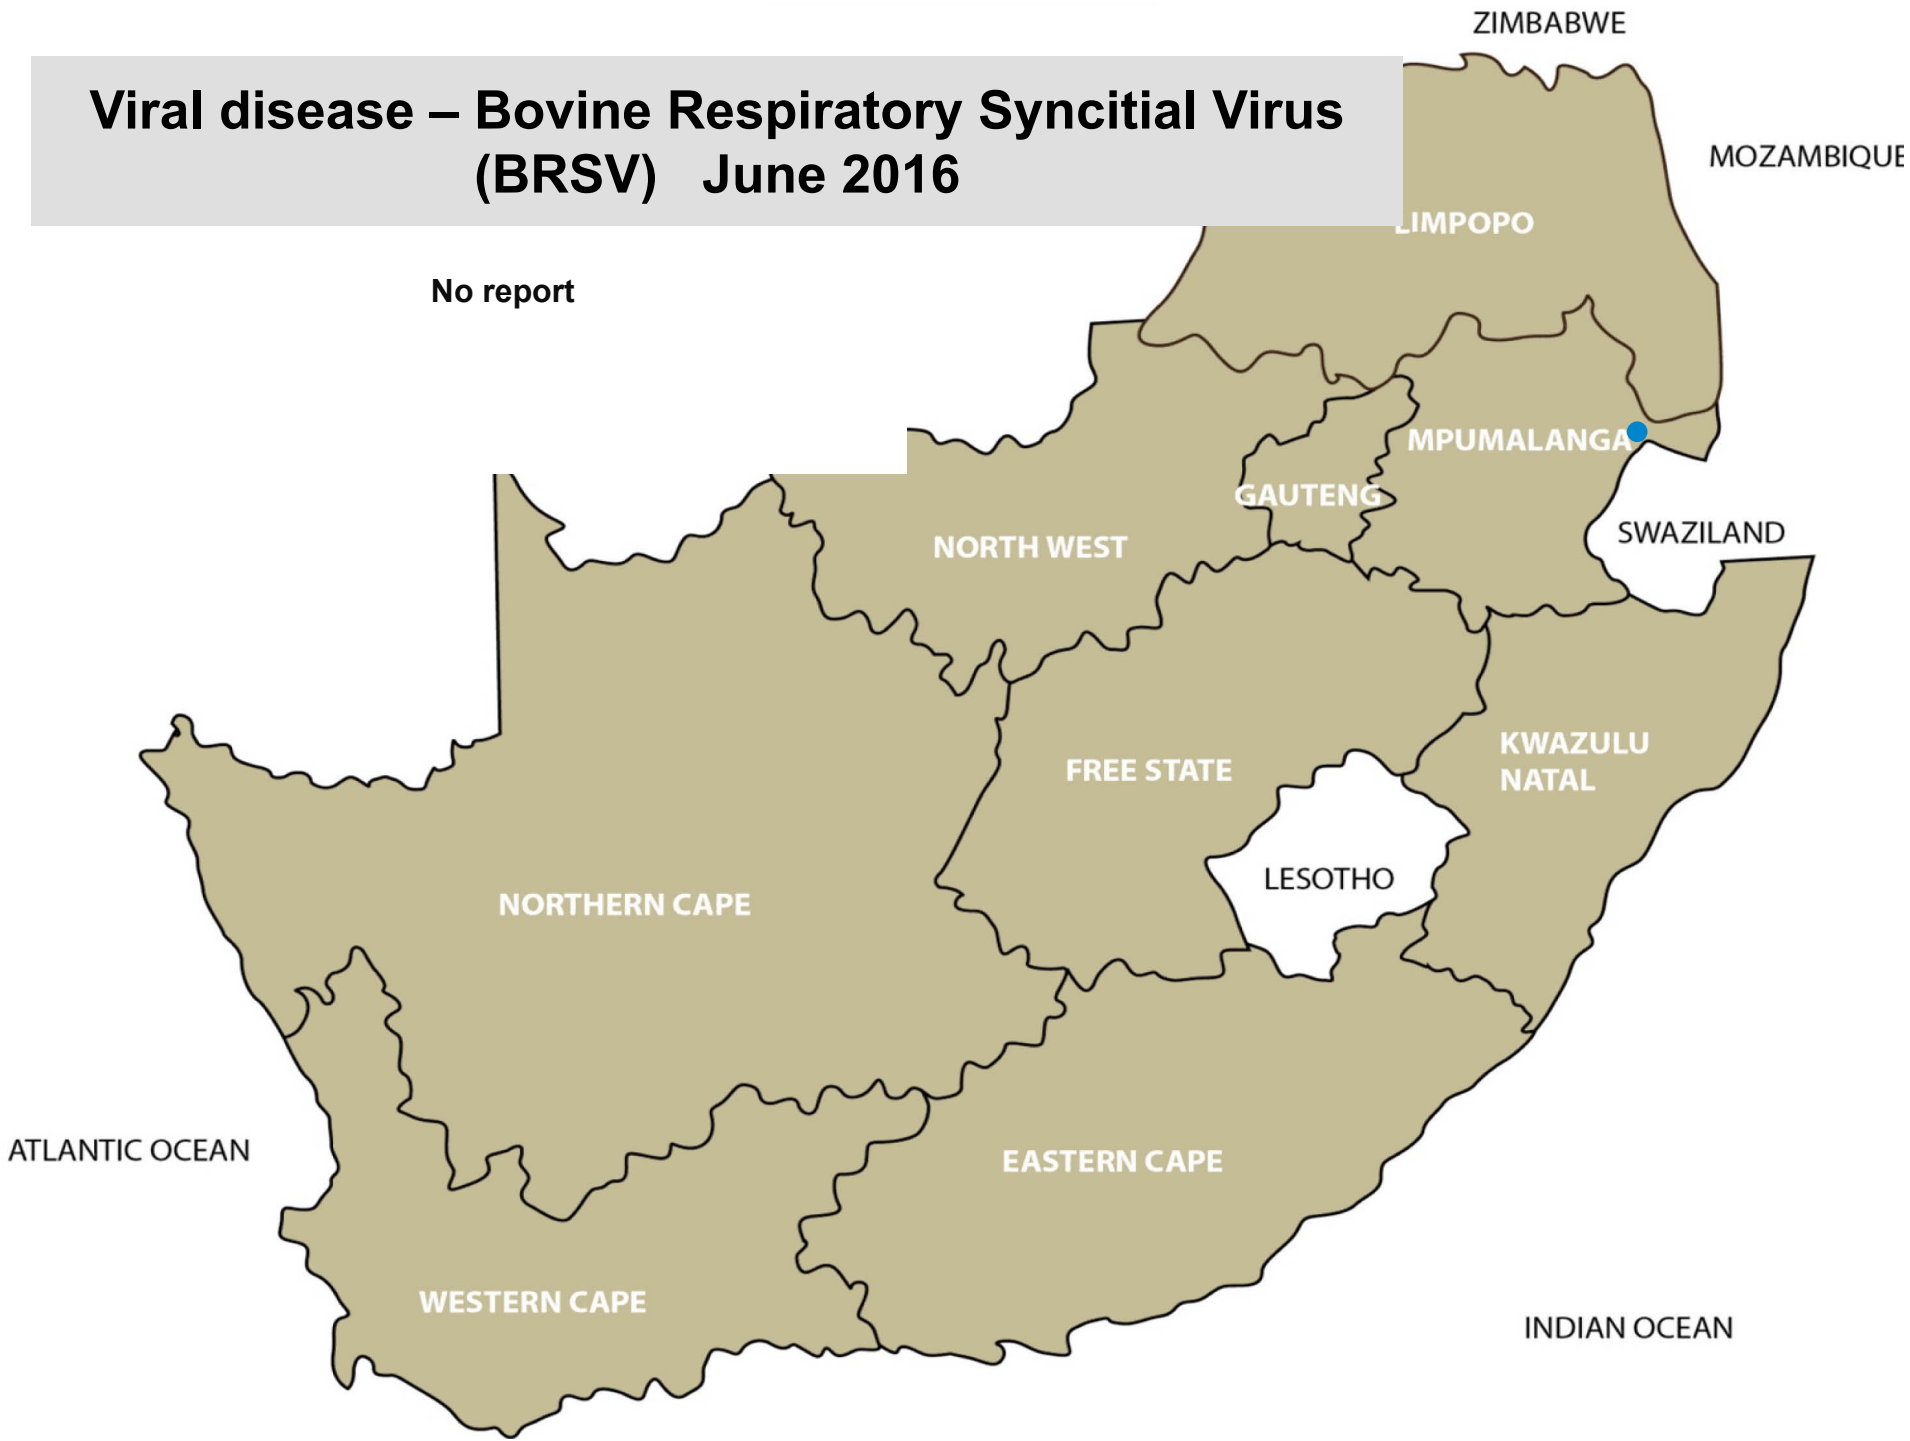 ZIMBABWE
Viral disease – Bovine Respiratory Syncitial Virus
(BRSV) June 2016
MOZAMBIQUE
LIMPOPO
No report
MPUMALANGA
GAUTENG
SWAZILAND
NORTH WEST
KWAZULU
NATAL
FREE STATE
LESOTHO
NORTHERN CAPE
ATLANTIC OCEAN
EASTERN CAPE
WESTERN CAPE
INDIAN OCEAN